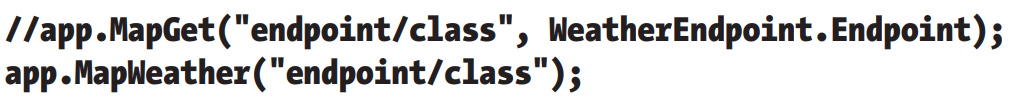 //app.MapGet("endpoint/class", WeatherEndpoint.Endpoint);
app.MapWeather("endpoint/class");